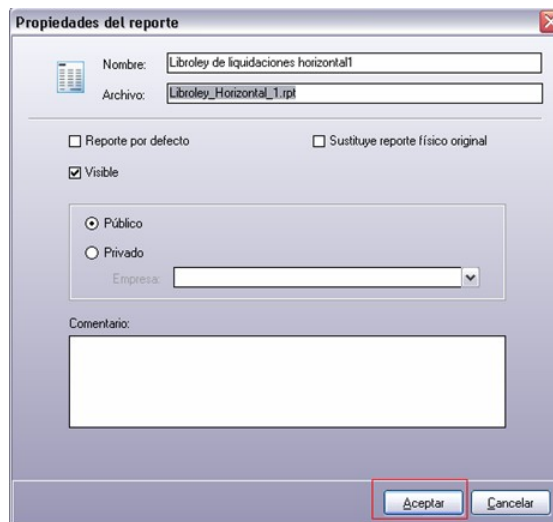 Propiedades del reporte
Nombre: Libroley de liquidaciones horizontal1
Archivo: Libroley_Horizontal_1.rpt
Reporte por defecto Sustituye reporte físico original
Visible
Público
Privado
Empresa:
Comentario:
Aceptar Cancelar